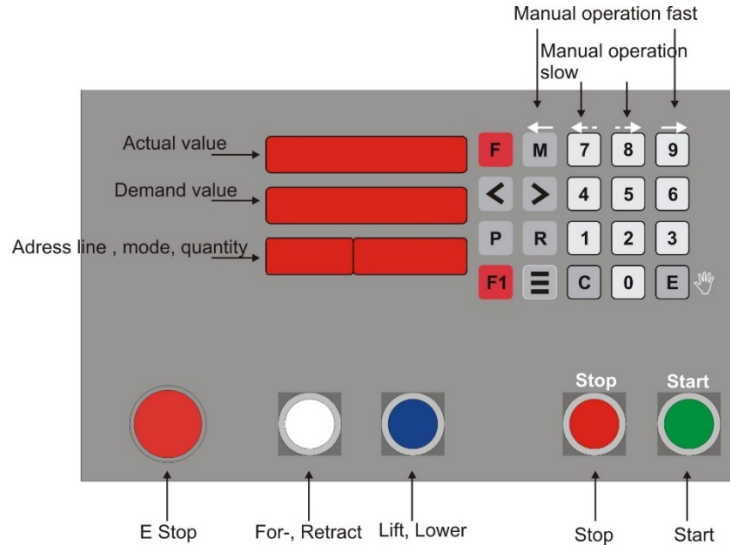 Manual operation fast
Manual operation
slow
Actual value
Demand value
Adress line , mode, quantity
F M 7 8 9
< > 4 5 6
P R 1 2 3
F1 C 0 E
Stop Start
E Stop For-, Retract Lift, Lower Stop Start